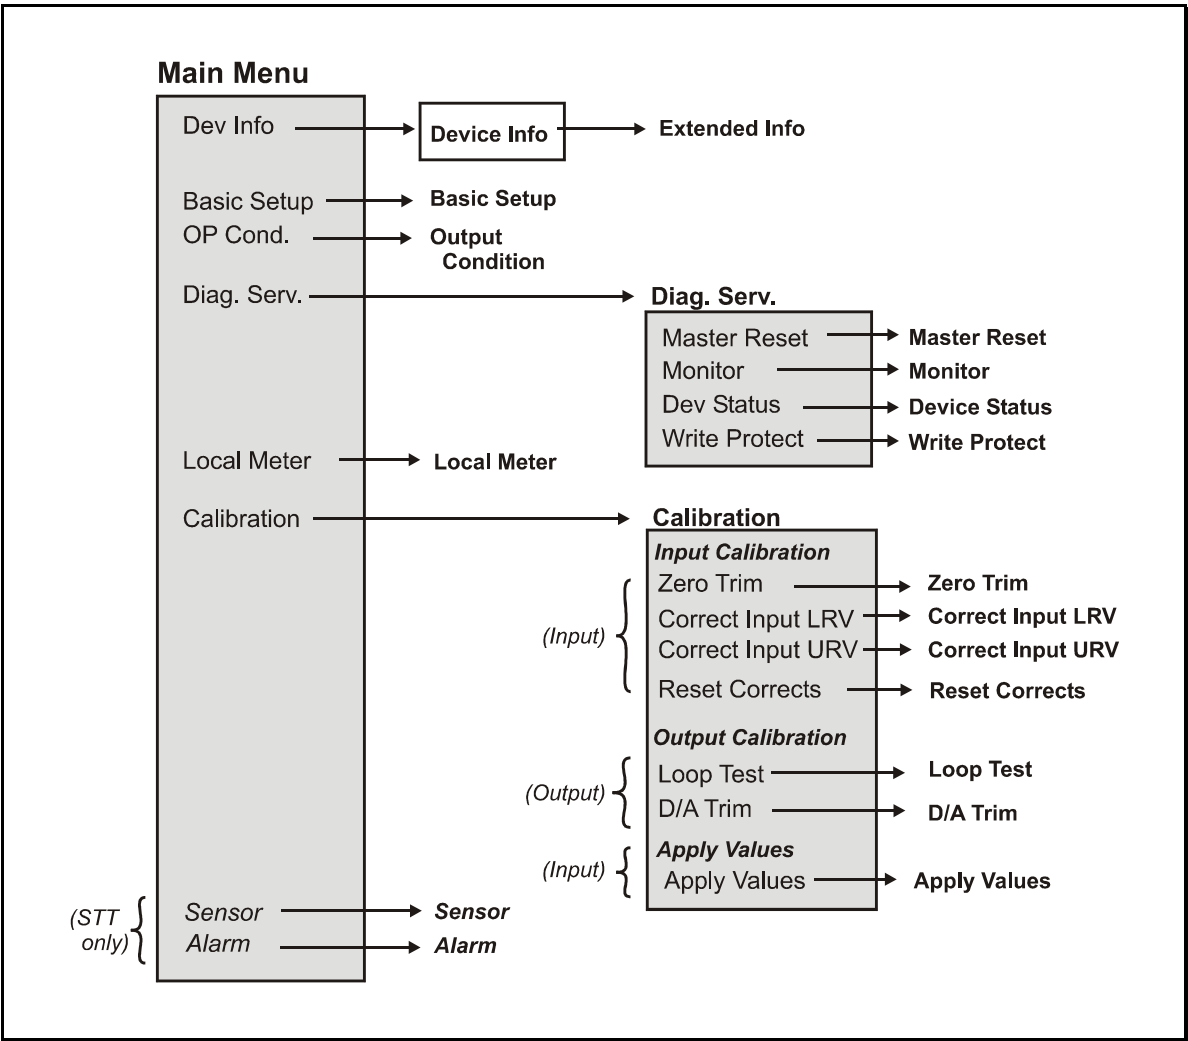 Main Menu
Dev Info
Device Info
Extended Info
Basic Setup
Basic Setup
OP Cond.
Output
Condition
Diag. Serv.
Diag. Serv.
Master Reset
Master Reset
Monitor
Monitor
Dev Status
Device Status
Write Protect
Write Protect
Local Meter
Local Meter
Calibration
Calibration
Input Calibration
(Input)
Zero Trim
Zero Trim
Correct Input LRV
Correct Input LRV
Correct Input URV
Correct Input URV
Reset Corrects
Reset Corrects
Output Calibration
(Output)
Loop Test
Loop Test
D/A Trim
D/A Trim
Apply Values
(Input)
Apply Values
Apply Values
(STT
only)
Sensor
Sensor
Alarm
Alarm